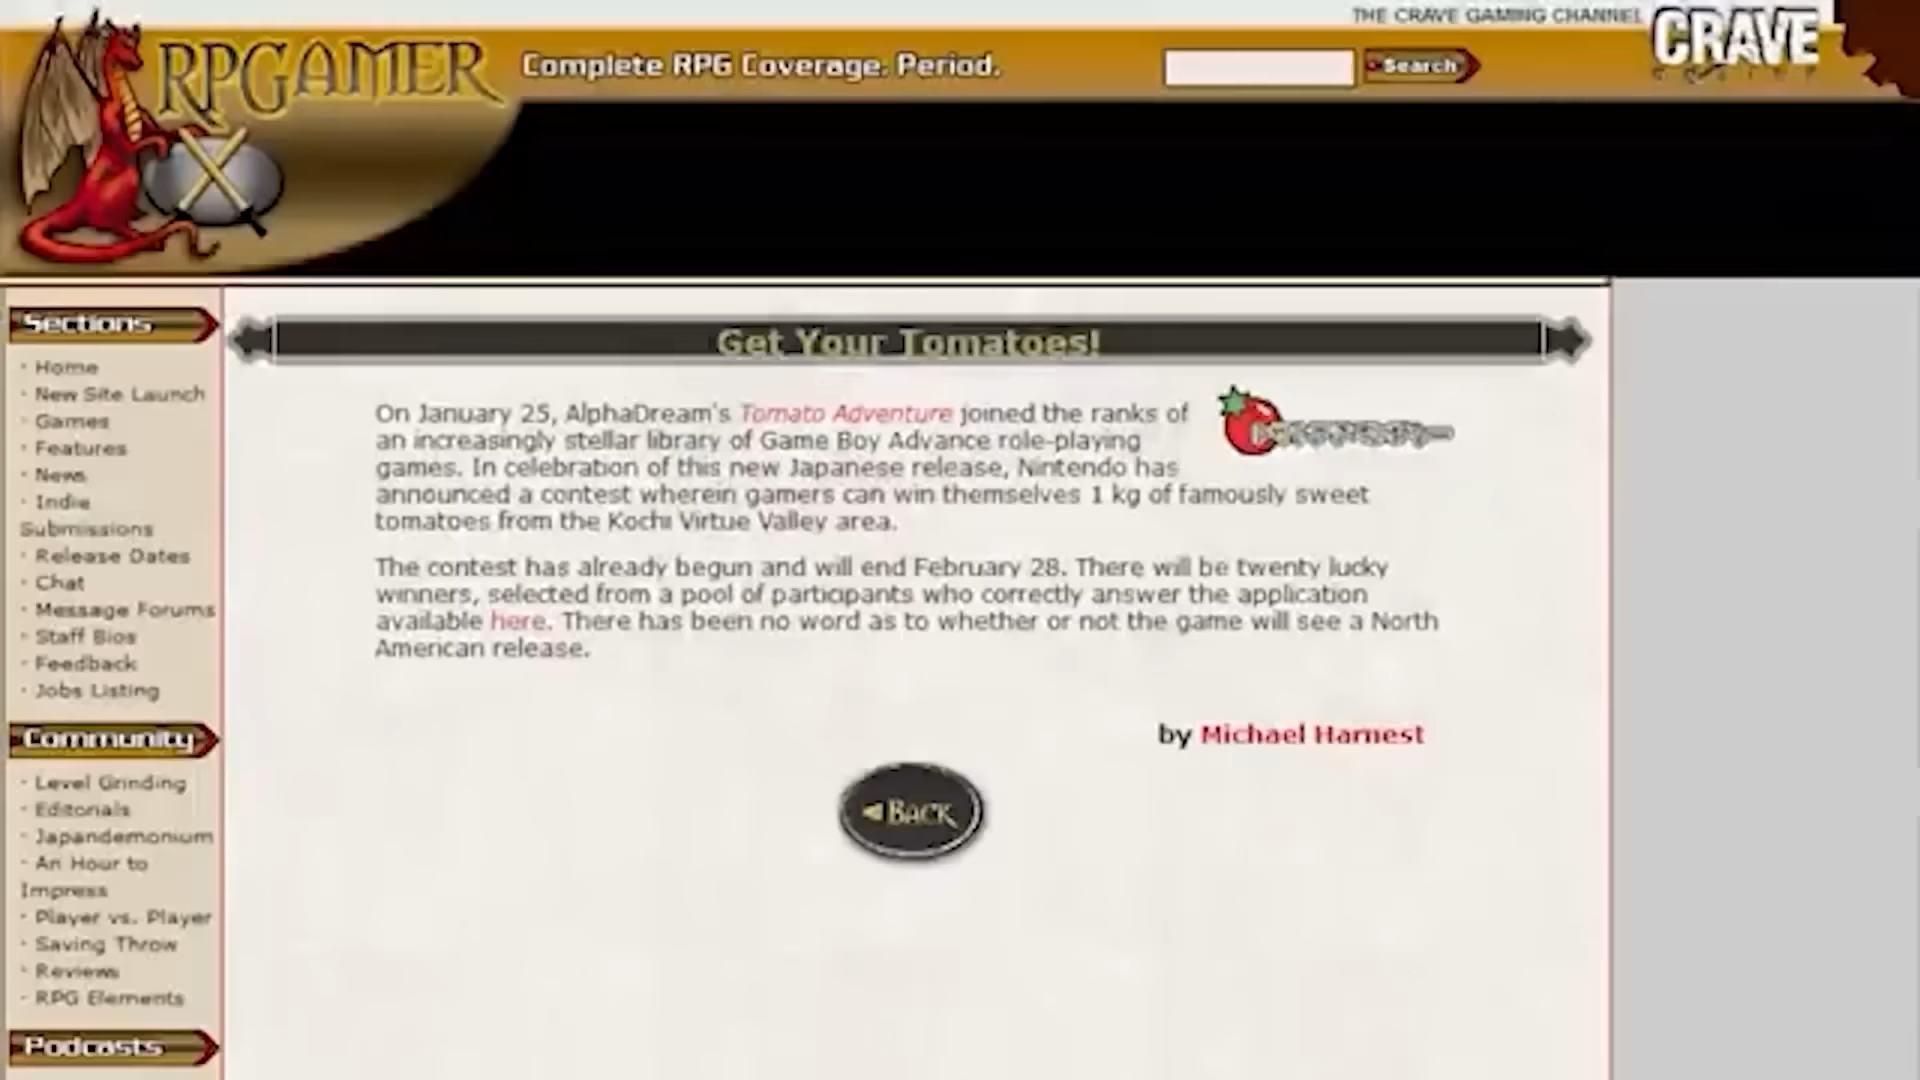 THE CRAVE GAMING CHANNEL
CRAVE
RPGAMER
Complete RPG Coverage. Period.
Search
Sections
· Home
· New Site Launch
· Games
· Features
· News
· Indie
Submissions
· Release Dates
· Chat
· Message Forums
· Staff Bios
· Feedback
· Jobs Listing
Community
· Level Grinding
· Editorials
· Japandemonium
· An Hour to
Impress
· Player vs. Player
· Saving Throw
· Reviews
· RPG Elements
Podcasts
Get Your Tomatoes!
On January 25, AlphaDream's Tomato Adventure joined the ranks of
an increasingly stellar library of Game Boy Advance role-playing
games. In celebration of this new Japanese release, Nintendo has
announced a contest wherein gamers can win themselves 1 kg of famously sweet
tomatoes from the Kochi Virtue Valley area.
The contest has already begun and will end February 28. There will be twenty lucky
winners, selected from a pool of participants who correctly answer the application
available here. There has been no word as to whether or not the game will see a North
American release.
by Michael Harnest
BACK